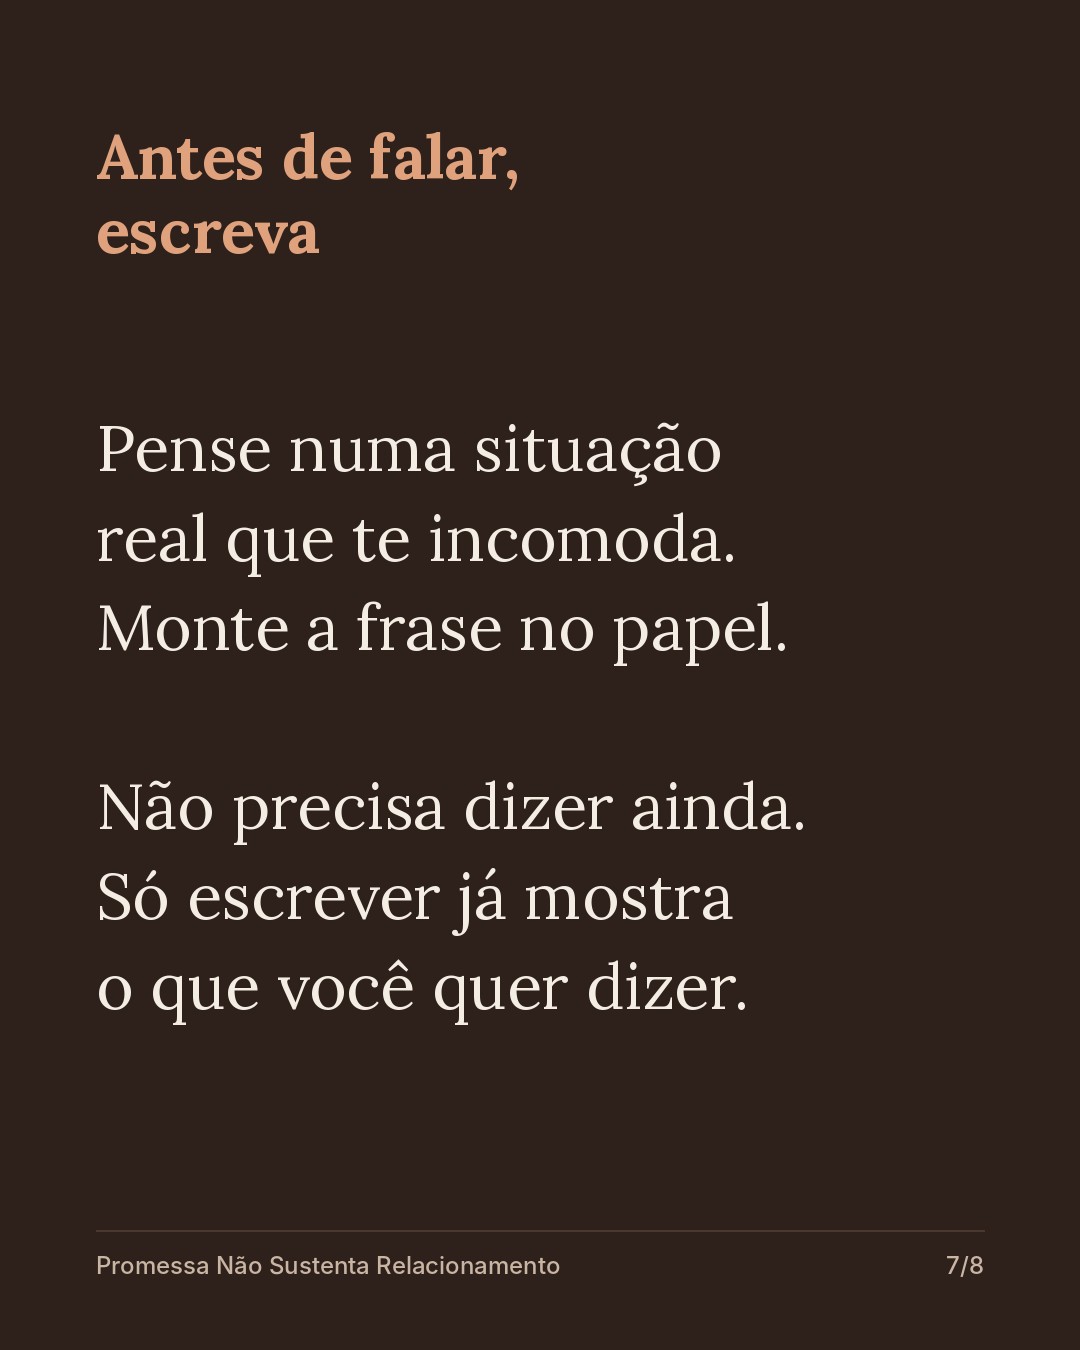 Antes de falar,
escreva
Pense numa situação
real que te incomoda.
Monte a frase no papel.
Não precisa dizer ainda.
Só escrever já mostra
o que você quer dizer.
Promessa Não Sustenta Relacionamento
7/8